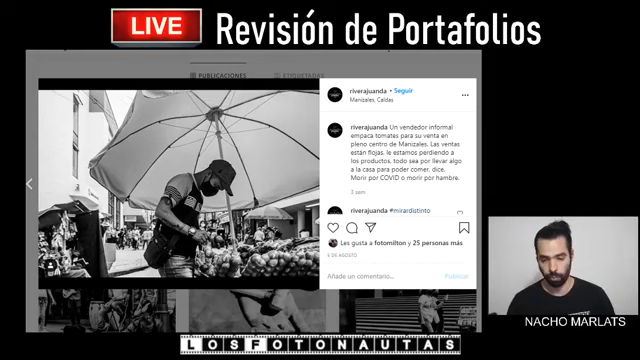 LIVE
Revisión de Portafolios
PUBLICACIONES
ETIQUETADAS
riverajuanda • Seguir
Manizales, Caldas
riverajuanda Un vendedor informal
empaca tomates para su venta en
pleno centro de Manizales. Las ventas
están flojas, le estamos perdiendo a
los productos, todo sea por llevar algo
a la casa para poder comer, dice.
Morir por COVID o morir por hambre.
3 sem
riverajuanda #mirardistinto
Les gusta a fotomilton y 25 personas más
6 DE AGOSTO
Añade un comentario...
Publicar
NACHO MARLATS
LOSFOTONAUTAS